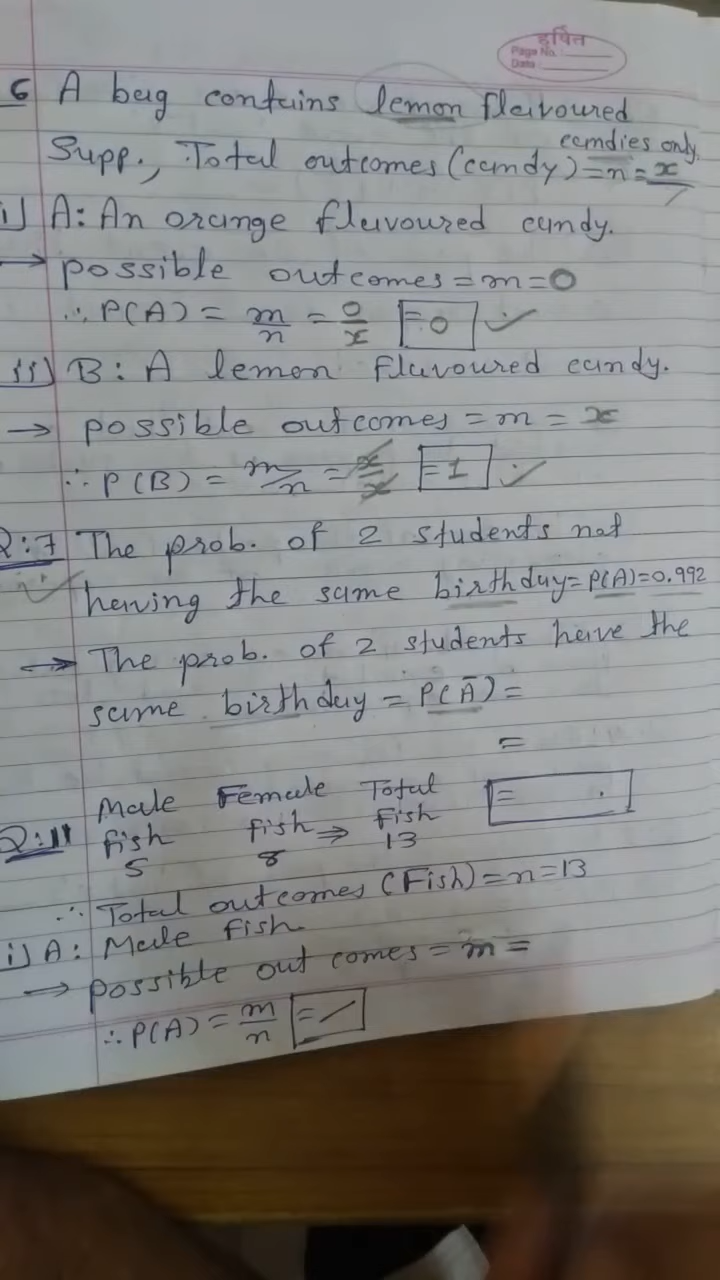 हर्षित
Page No.:
Date :
6 A bag contains lemon flavoured
candies only.
Supp., Total outcomes (candy) = n = x
i) A: An orange flavoured candy.
→ possible outcomes = m = 0
∴ P(A) = m/n = 0/x = 0 ✓
ii) B: A lemon flavoured candy.
→ possible outcomes = m = x
∴ P(B) = m/n = x/x = 1 ✓
Q:7 The prob. of 2 students not
having the same birthday = P(A) = 0.992
→ The prob. of 2 students have the
same birthday = P(Ā) =
=
= .
Q:11 Male Female Total
fish fish ⇒ Fish
5 8 13
∴ Total outcomes (Fish) = n = 13
i) A: Male fish
→ possible out comes = m =
∴ P(A) = m/n =